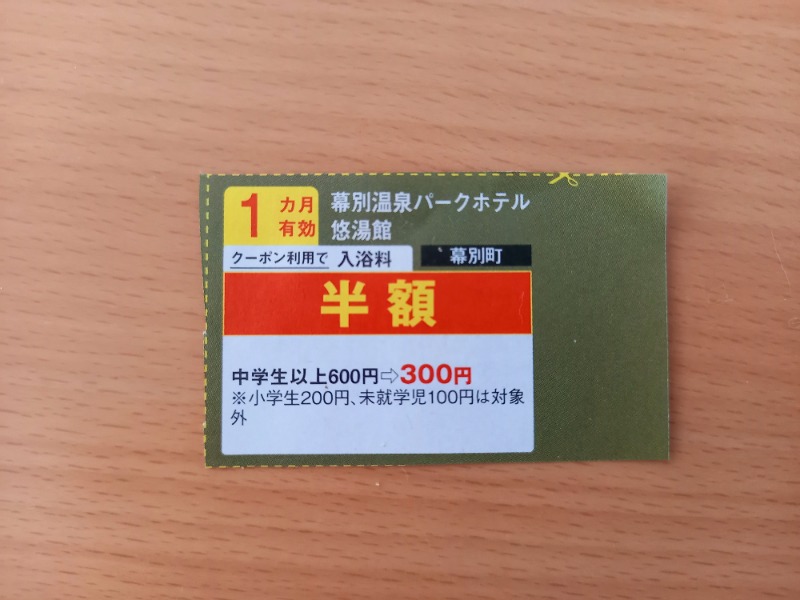 1 カ月有効
幕別温泉パークホテル
悠湯館
クーポン利用で 入浴料
幕別町
半額
中学生以上600円⇨300円
※小学生200円、未就学児100円は対象
外